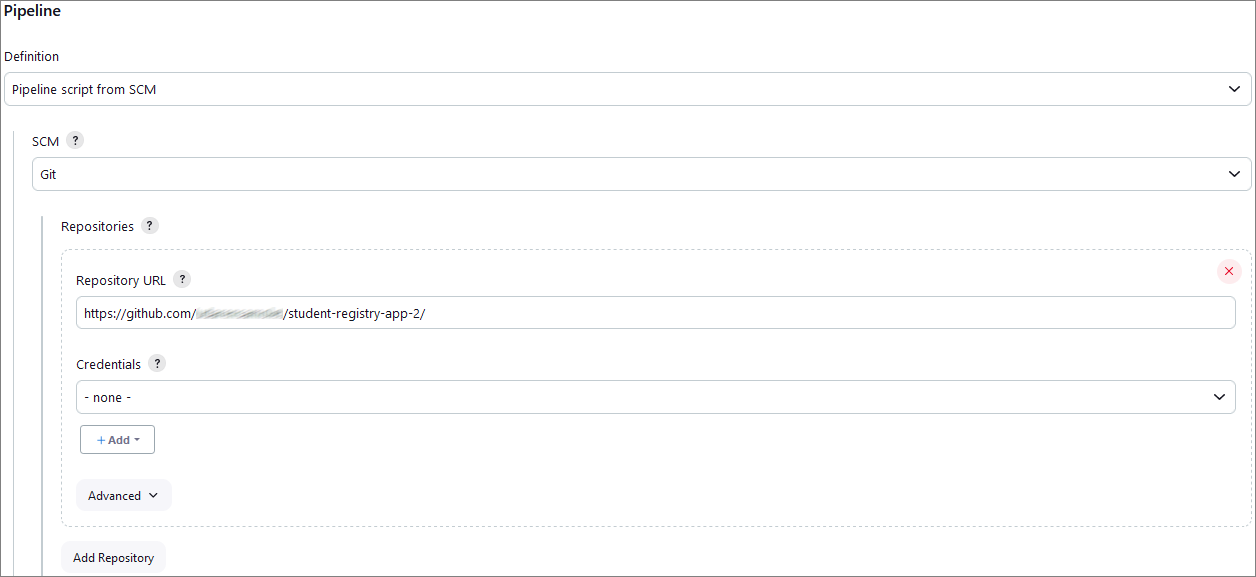 Pipeline
Definition
Pipeline script from SCM
SCM ?
Git
Repositories ?
Repository URL ?
https://github.com/ /student-registry-app-2/
Credentials ?
- none -
+ Add
Advanced
Add Repository